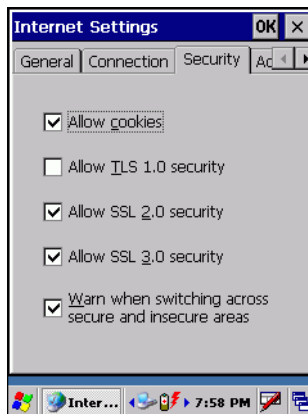 Internet Settings OK
General Connection Security
Allow cookies
Allow TLS 1.0 security
Allow SSL 2.0 security
Allow SSL 3.0 security
Warn when switching across
secure and insecure areas
Inter... 7:58 PM